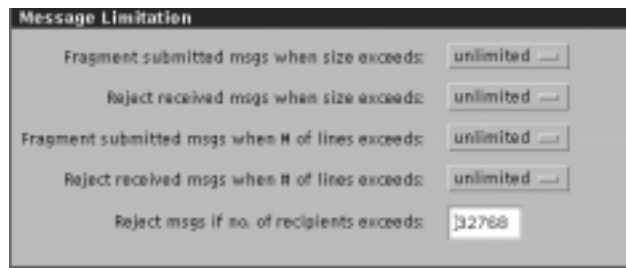 Message Limitation
Fragment submitted msgs when size exceeds: unlimited
Reject received msgs when size exceeds: unlimited
Fragment submitted msgs when # of lines exceeds: unlimited
Reject received msgs when # of lines exceeds: unlimited
Reject msgs if no. of recipients exceeds: 32768